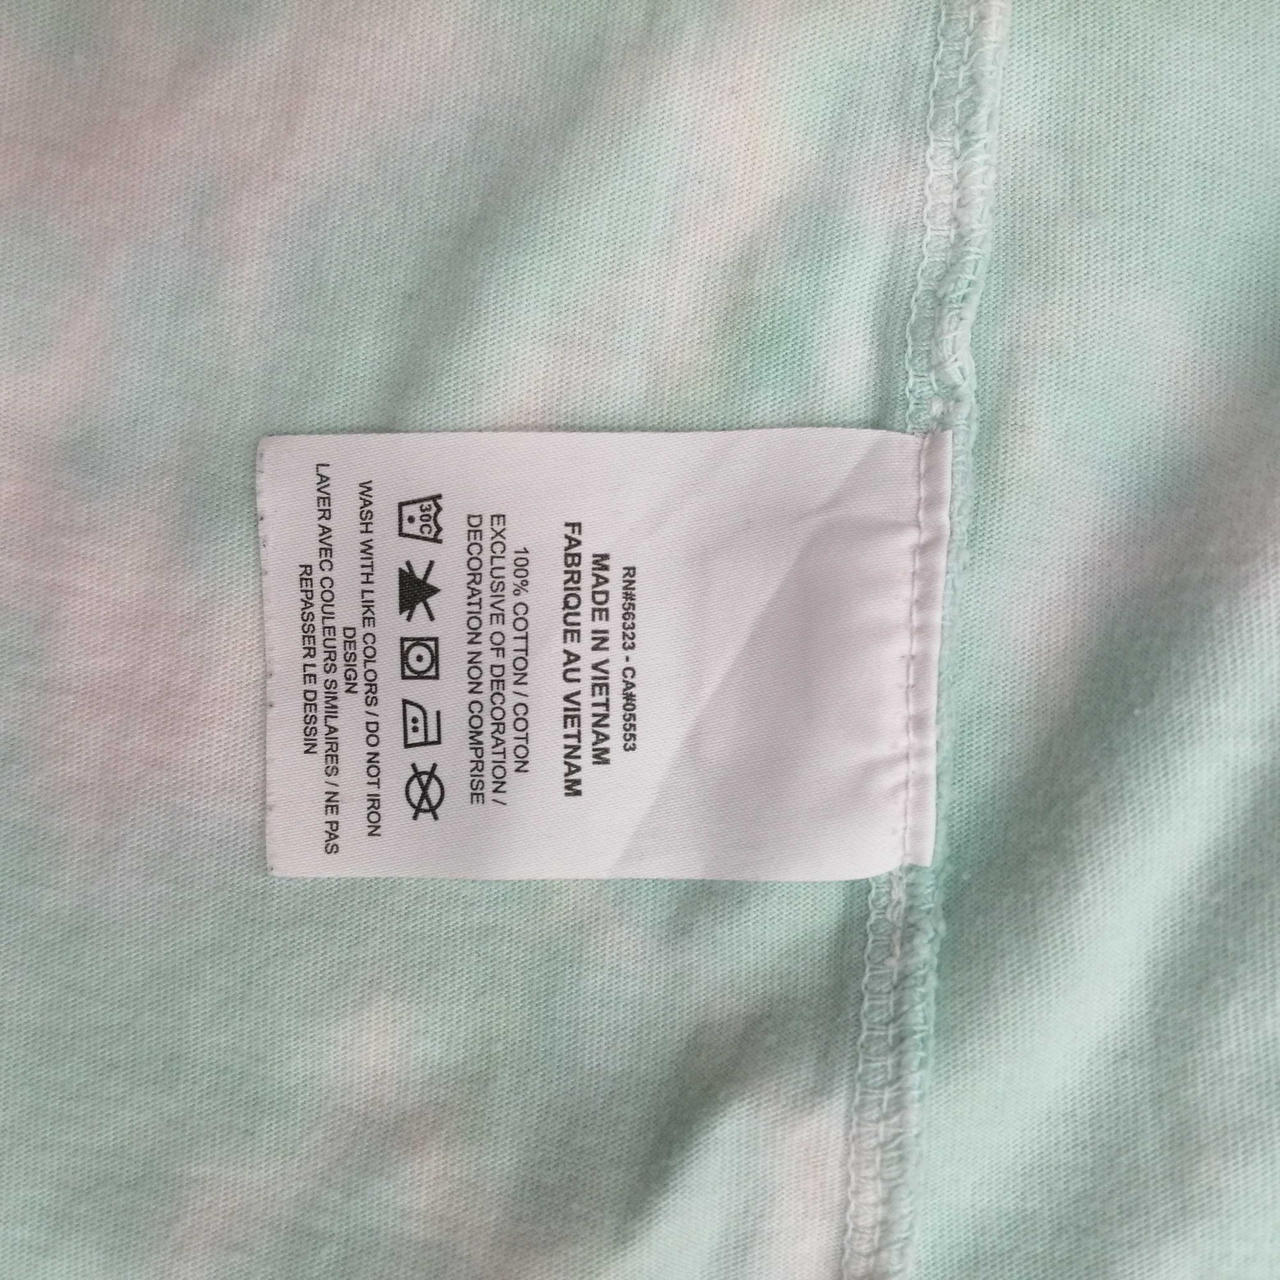 RN#56323 - CA#05553
MADE IN VIETNAM
FABRIQUE AU VIETNAM
100% COTTON / COTON
EXCLUSIVE OF DECORATION /
DECORATION NON COMPRISE
30C
WASH WITH LIKE COLORS / DO NOT IRON
DESIGN
LAVER AVEC COULEURS SIMILAIRES / NE PAS
REPASSER LE DESSIN